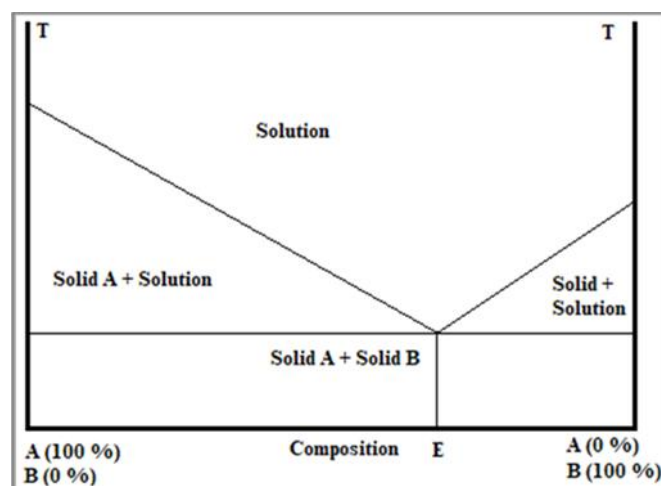 T
T
Solution
Solid A + Solution
Solid +
Solution
Solid A + Solid B
A (100 %)
B (0 %)
Composition
E
A (0 %)
B (100 %)